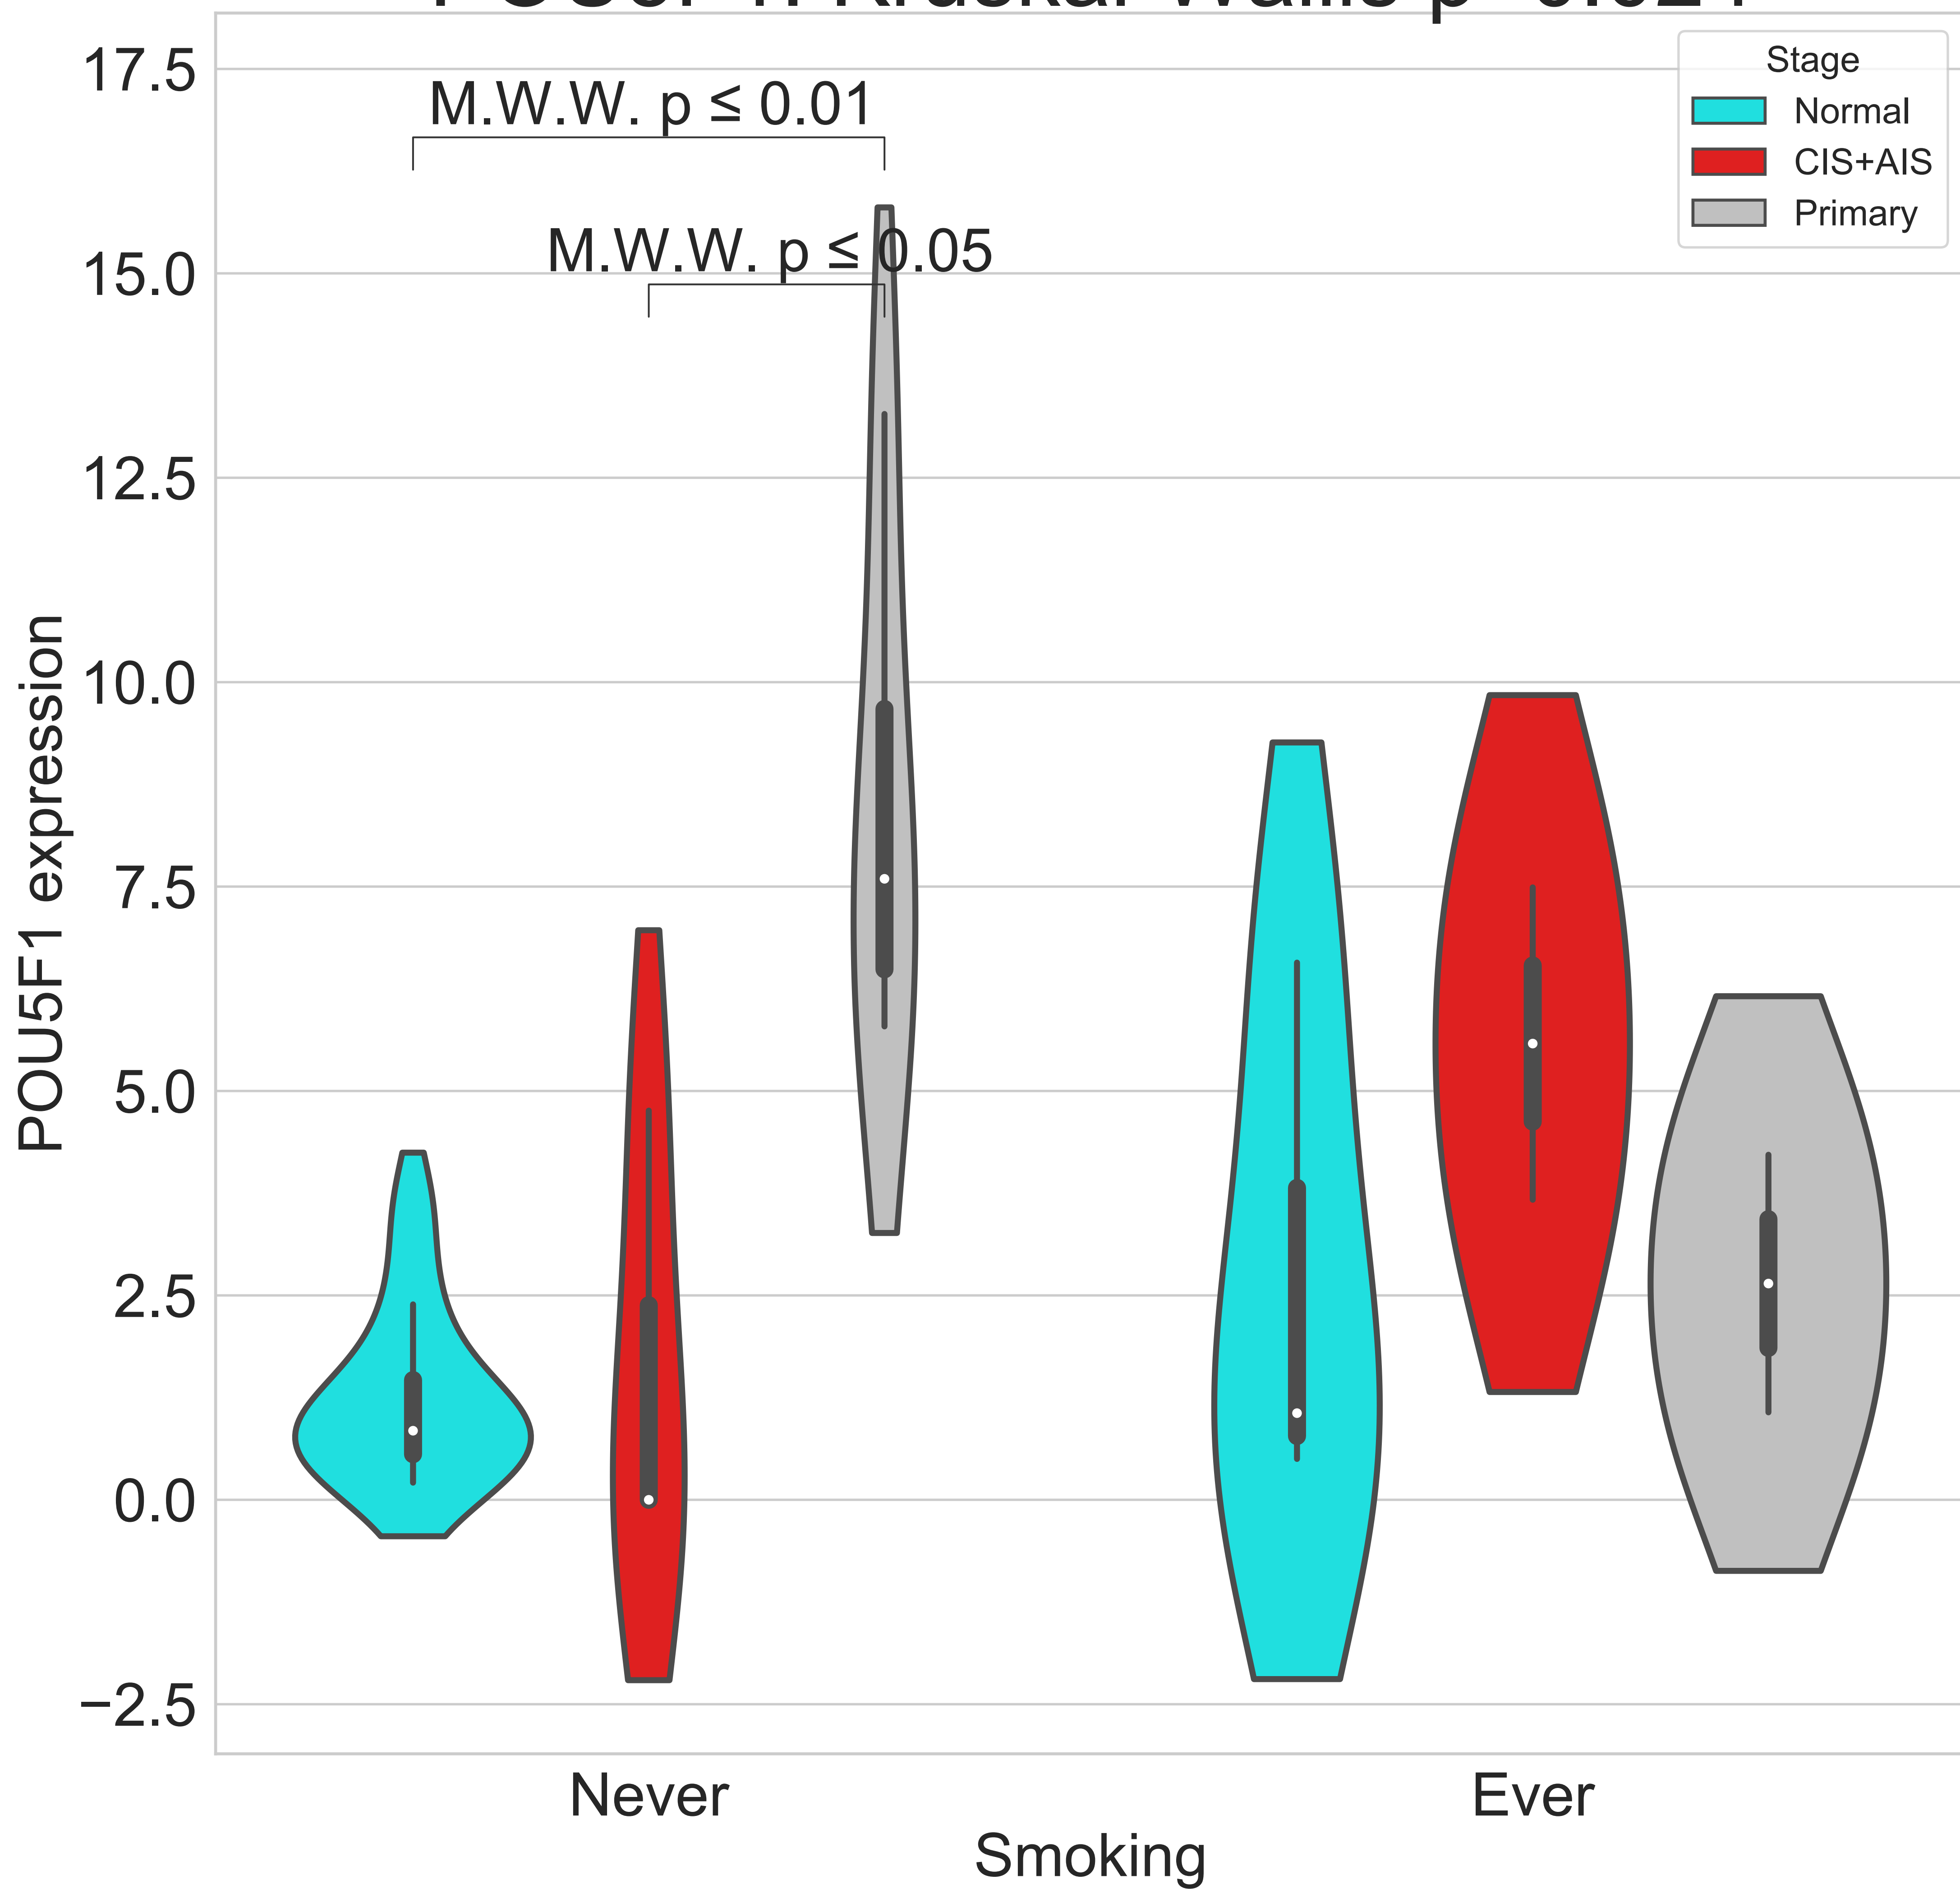 17.5
15.0
12.5
10.0
7.5
5.0
2.5
0.0
−2.5
POU5F1 expression
M.W.W. p ≤ 0.01
M.W.W. p ≤ 0.05
Stage
Normal
CIS+AIS
Primary
Never
Ever
Smoking